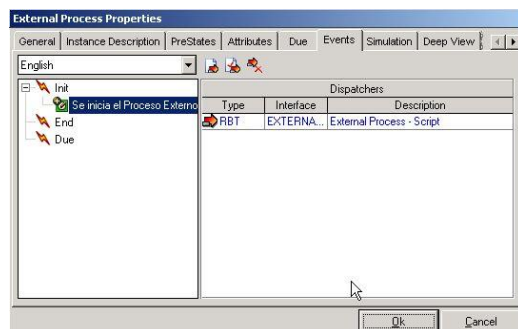 External Process Properties
General Instance Description PreStates Attributes Due Events Simulation Deep View
English
Init
Se inicia el Proceso Externo
End
Due
Dispatchers
Type Interface Description
RBT EXTERNA... External Process - Script
Ok Cancel